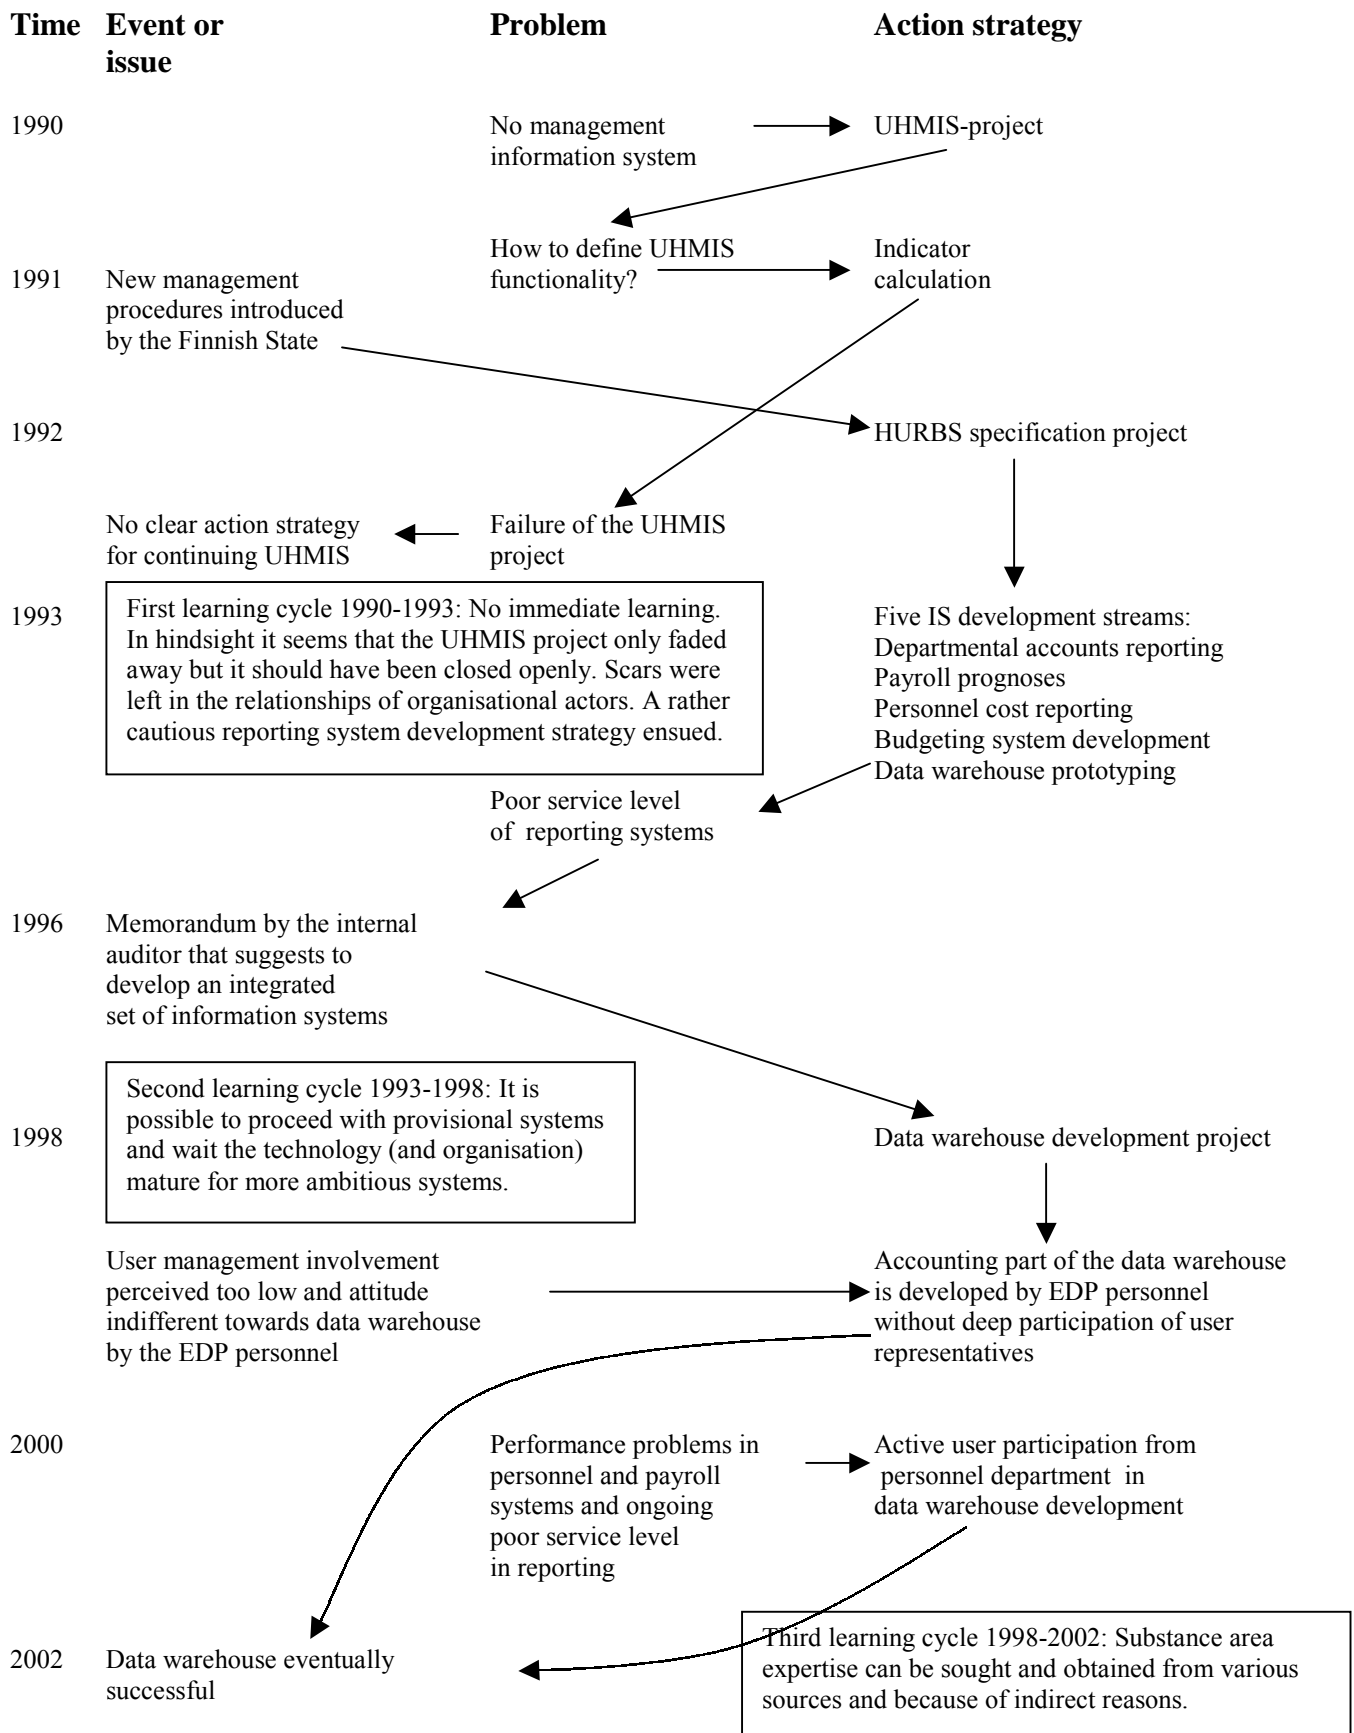 Time Event or issue Problem Action strategy
1990 No management information system UHMIS-project
How to define UHMIS functionality?
Indicator calculation
1991 New management
procedures introduced
by the Finnish State
1992 HURBS specification project
No clear action strategy
for continuing UHMIS
Failure of the UHMIS
project
1993
First learning cycle 1990-1993: No immediate learning.
In hindsight it seems that the UHMIS project only faded
away but it should have been closed openly. Scars were
left in the relationships of organisational actors. A rather
cautious reporting system development strategy ensued.
Five IS development streams:
Departmental accounts reporting
Payroll prognoses
Personnel cost reporting
Budgeting system development
Data warehouse prototyping
Poor service level
of reporting systems
1996 Memorandum by the internal
auditor that suggests to
develop an integrated
set of information systems
Second learning cycle 1993-1998: It is
possible to proceed with provisional systems
and wait the technology (and organisation)
mature for more ambitious systems.
1998 Data warehouse development project
User management involvement
perceived too low and attitude
indifferent towards data warehouse
by the EDP personnel
Accounting part of the data warehouse
is developed by EDP personnel
without deep participation of user
representatives
2000 Performance problems in
personnel and payroll
systems and ongoing
poor service level
in reporting
Active user participation from
personnel department in
data warehouse development
Third learning cycle 1998-2002: Substance area
expertise can be sought and obtained from various
sources and because of indirect reasons.
2002 Data warehouse eventually
successful